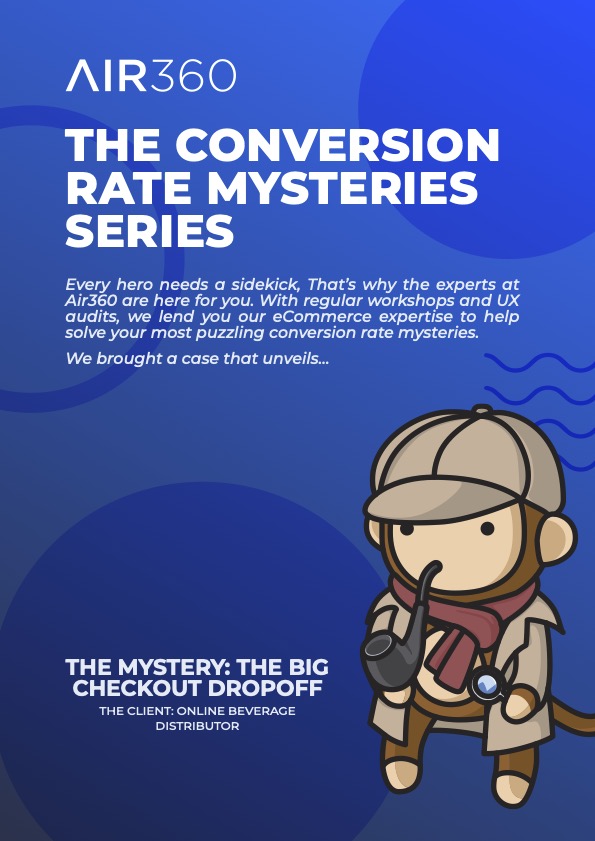 AIR360
THE CONVERSION
RATE MYSTERIES
SERIES
Every hero needs a sidekick, That's why the experts at
Air360 are here for you. With regular workshops and UX
audits, we lend you our eCommerce expertise to help
solve your most puzzling conversion rate mysteries.
We brought a case that unveils...
THE MYSTERY: THE BIG
CHECKOUT DROPOFF
THE CLIENT: ONLINE BEVERAGE
DISTRIBUTOR